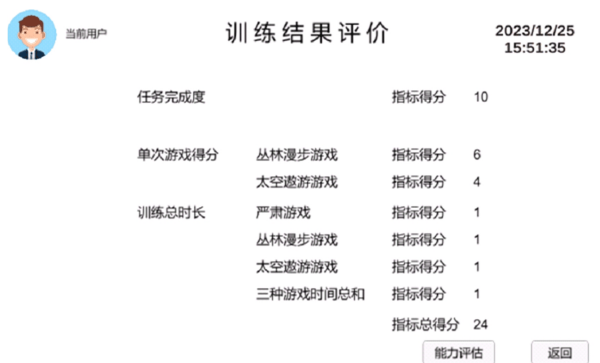 当前用户
训练结果评价
2023/12/25
15:51:35
任务完成度 指标得分 10
单次游戏得分 丛林漫步游戏 指标得分 6
太空遨游游戏 指标得分 4
训练总时长 严肃游戏 指标得分 1
丛林漫步游戏 指标得分 1
太空遨游游戏 指标得分 1
三种游戏时间总和 指标得分 1
指标总得分 24
能力评估 返回